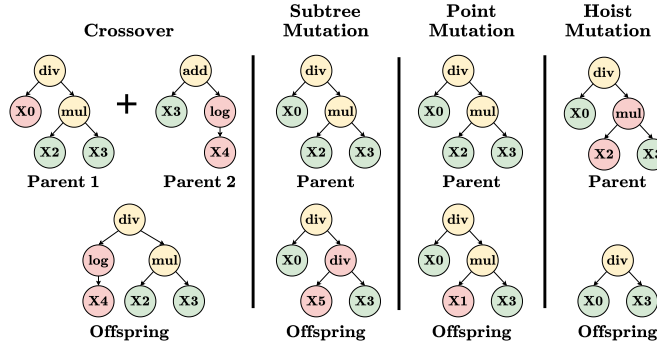 Crossover
Subtree
Mutation
Point
Mutation
Hoist
Mutation
div
add
div
div
div
X0
mul
+
X3
log
X0
mul
X0
mul
X0
mul
X2
X3
X4
X2
X3
X2
X3
X2
X3
Parent 1
Parent 2
Parent
Parent
Parent
div
div
div
log
mul
X0
div
X0
mul
div
X4
X2
X3
X5
X3
X1
X3
X0
X3
Offspring
Offspring
Offspring
Offspring